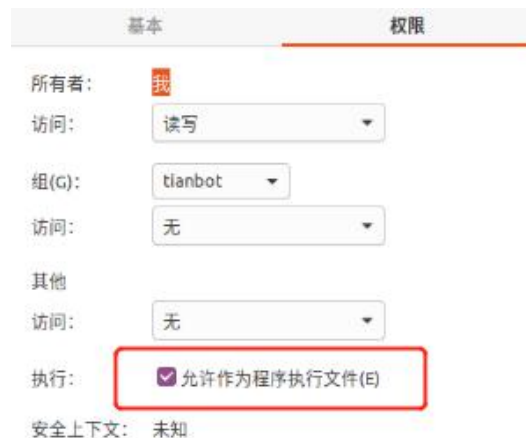 基本 权限
所有者： 我
访问： 读写
组(G)： tianbot
访问： 无
其他
访问： 无
执行： 允许作为程序执行文件(E)
安全上下文： 未知